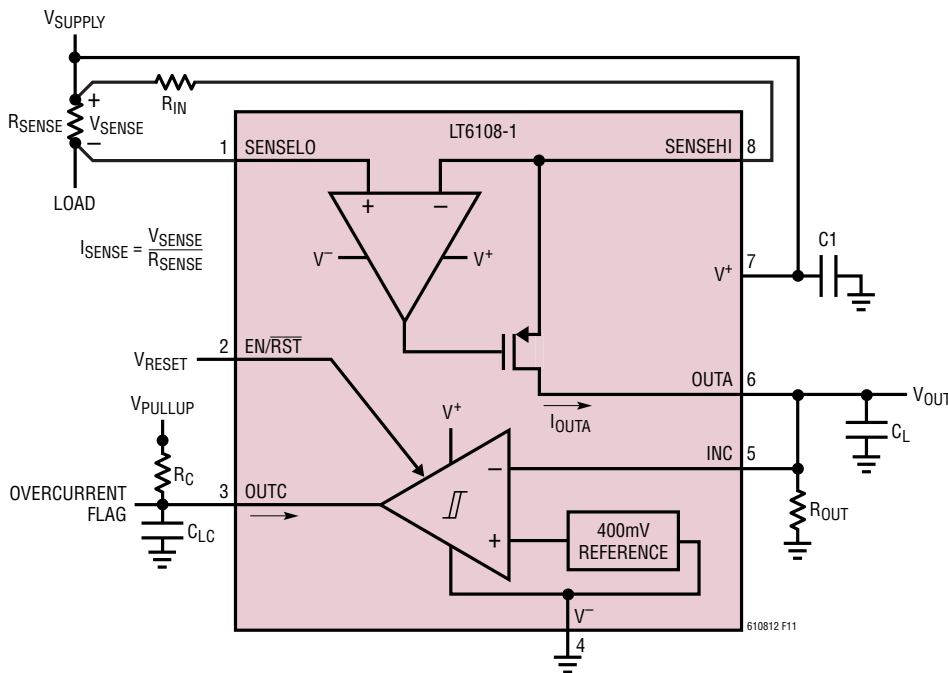 VSUPPLY
RIN
+
RSENSE
VSENSE
–
LOAD
ISENSE = VSENSE
RSENSE
LT6108-1
1
SENSELO
SENSEHI
8
+
–
V–
V+
C1
7
V+
2
EN/RST
VRESET
OUTA
6
VOUT
IOUTA
CL
VPULLUP
V+
INC
5
RC
–
3
OUTC
OVERCURRENT
FLAG
ROUT
CLC
+
400mV
REFERENCE
V–
4
610812 F11